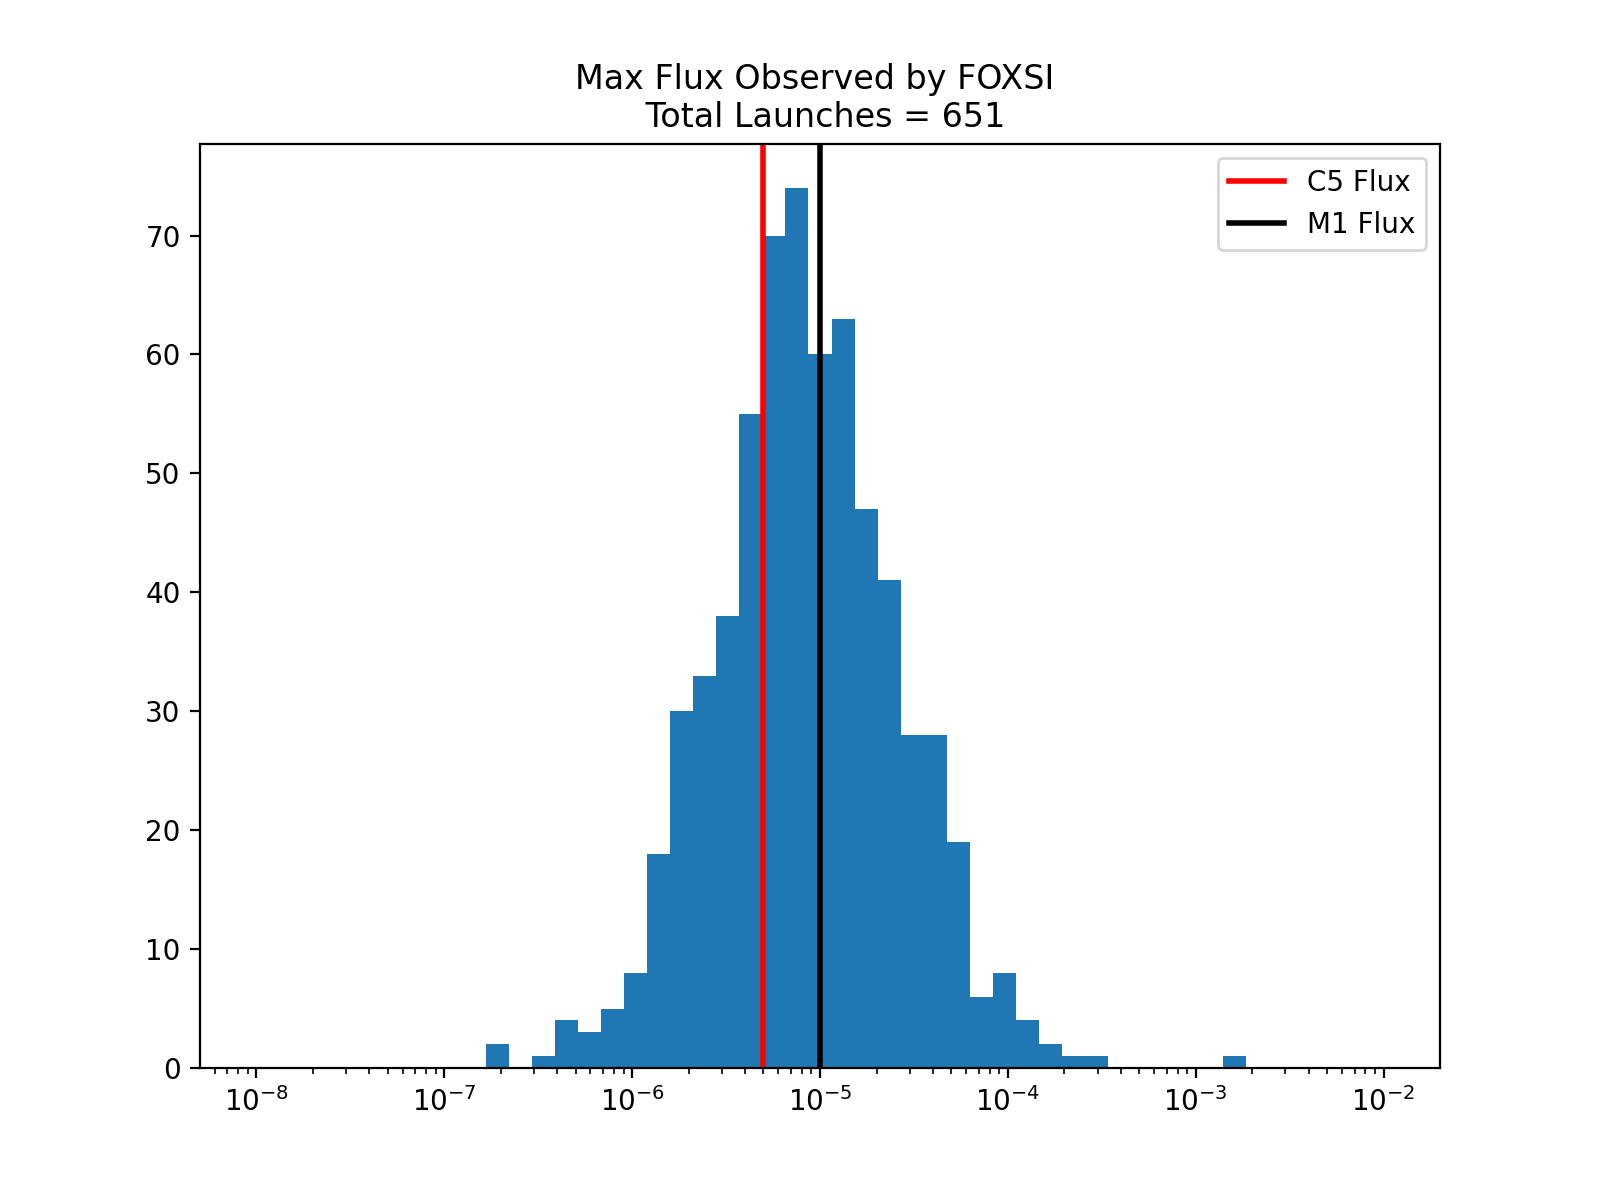 Max Flux Observed by FOXSI
Total Launches = 651
C5 Flux
M1 Flux
70
60
50
40
30
20
10
0
10⁻⁸ 10⁻⁷ 10⁻⁶ 10⁻⁵ 10⁻⁴ 10⁻³ 10⁻²